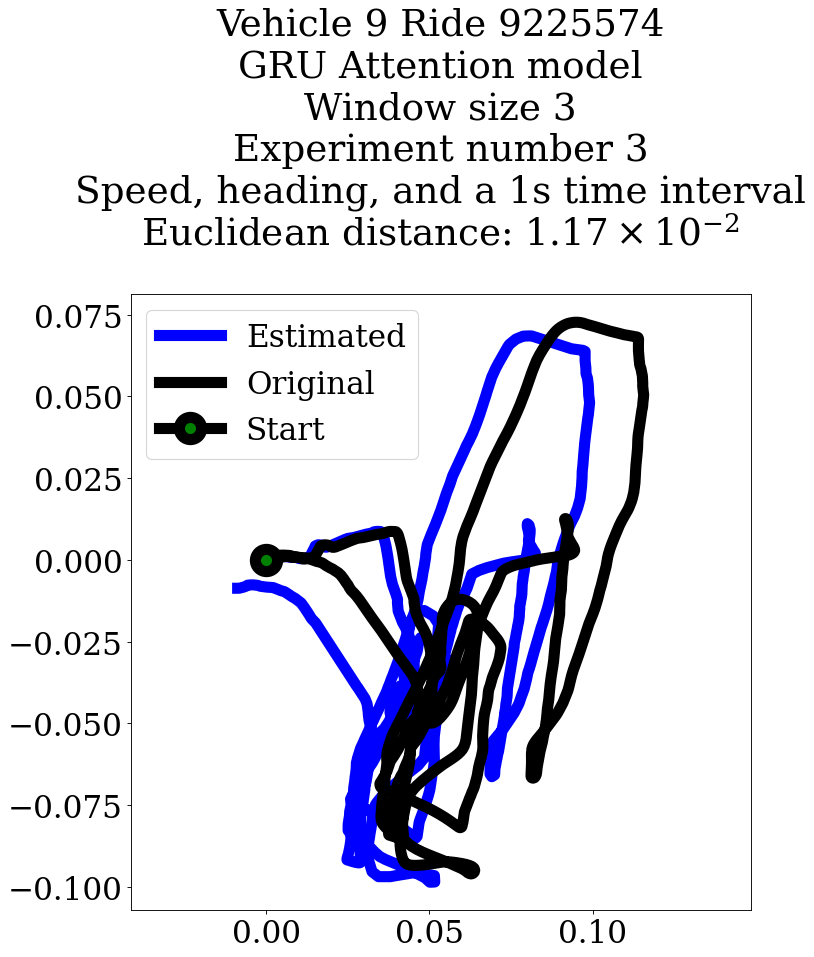 Vehicle 9 Ride 9225574
GRU Attention model
Window size 3
Experiment number 3
Speed, heading, and a 1s time interval
Euclidean distance: 1.17 × 10⁻²
Estimated
Original
Start
0.075
0.050
0.025
0.000
−0.025
−0.050
−0.075
−0.100
0.00
0.05
0.10